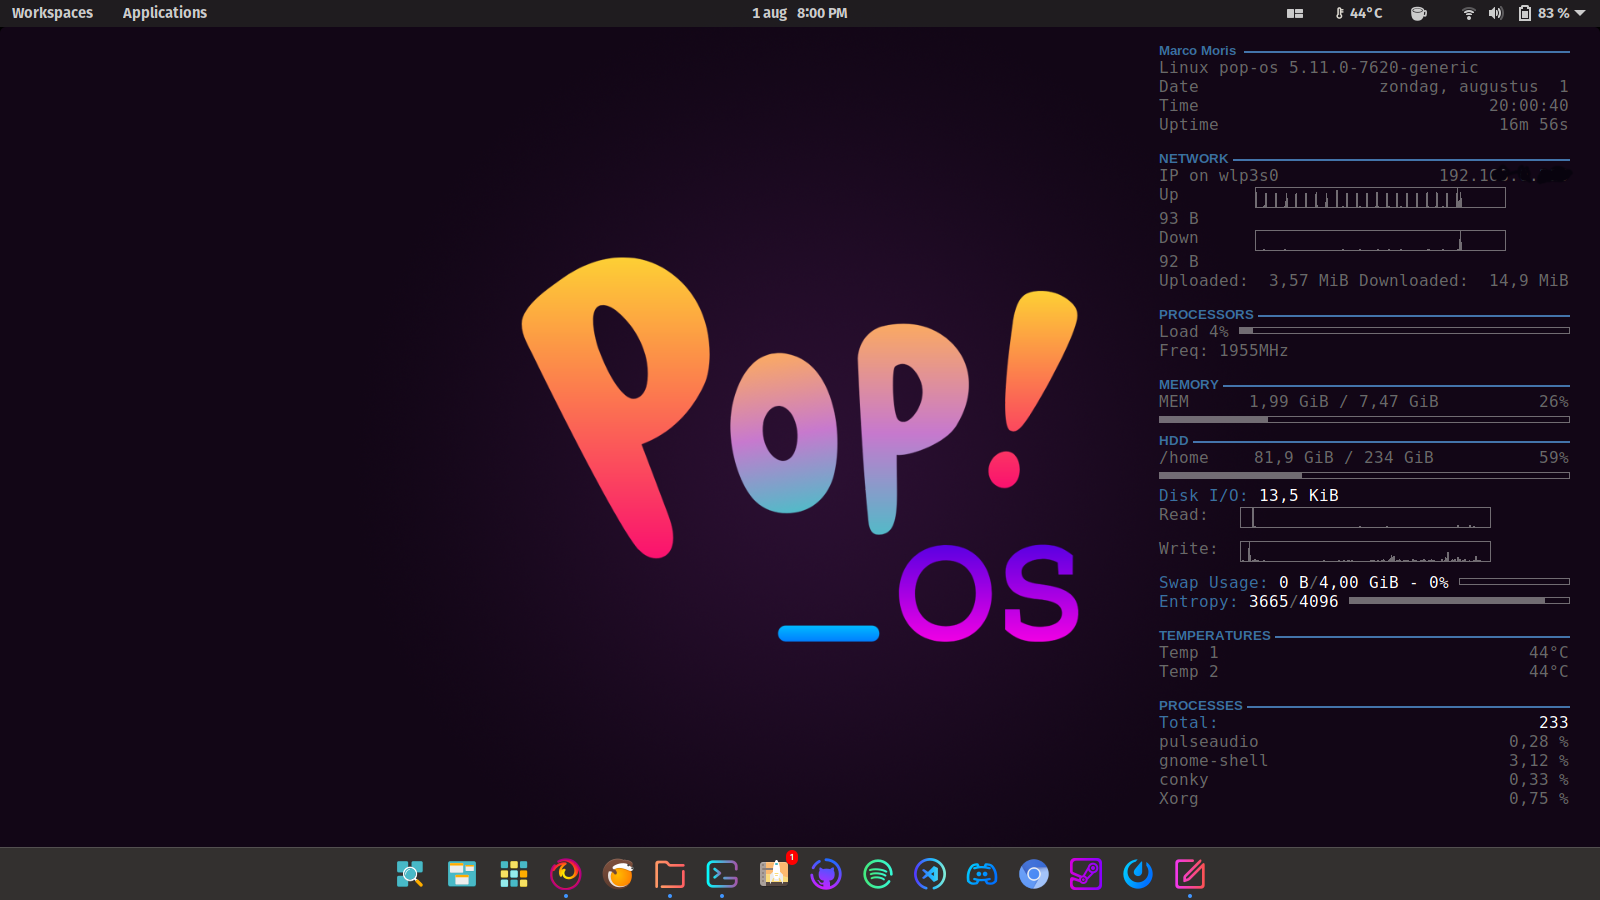 Workspaces Applications 1 aug 8:00 PM 44°C 83 %
Marco Moris
Linux pop-os 5.11.0-7620-generic
Date zondag, augustus 1
Time 20:00:40
Uptime 16m 56s
NETWORK
IP on wlp3s0 192.1
Up
93 B
Down
92 B
Uploaded: 3,57 MiB Downloaded: 14,9 MiB
PROCESSORS
Load 4%
Freq: 1955MHz
MEMORY
MEM 1,99 GiB / 7,47 GiB 26%
HDD
/home 81,9 GiB / 234 GiB 59%
Disk I/O: 13,5 KiB
Read:
Write:
Swap Usage: 0 B/4,00 GiB - 0%
Entropy: 3665/4096
TEMPERATURES
Temp 1 44°C
Temp 2 44°C
PROCESSES
Total: 233
pulseaudio 0,28 %
gnome-shell 3,12 %
conky 0,33 %
Xorg 0,75 %
Pop!
_OS
1